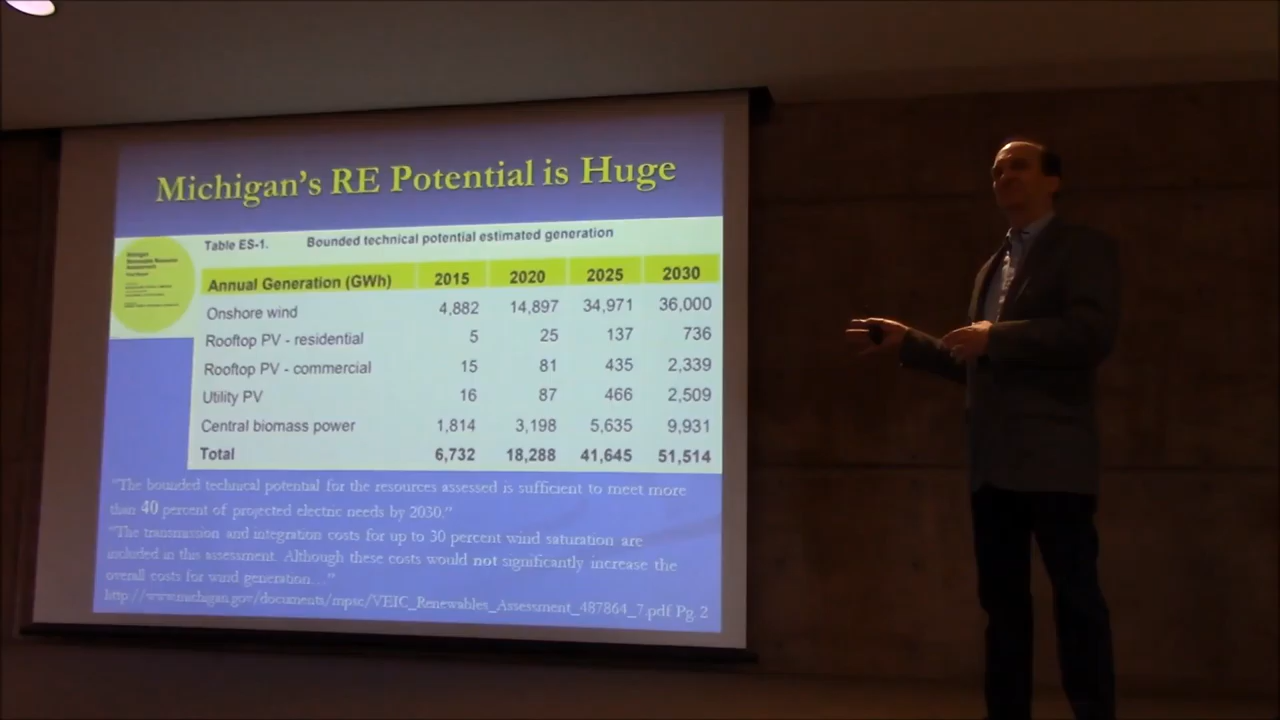 Michigan's RE Potential is Huge
Table ES-1. Bounded technical potential estimated generation
Michigan
Renewable Resource
Assessment
Annual Generation (GWh) 2015 2020 2025 2030
Onshore wind 4,882 14,897 34,971 36,000
Rooftop PV - residential 5 25 137 736
Rooftop PV - commercial 15 81 435 2,339
Utility PV 16 87 466 2,509
Central biomass power 1,814 3,198 5,635 9,931
Total 6,732 18,288 41,645 51,514
"The bounded technical potential for the resources assessed is sufficient to meet more
than 40 percent of projected electric needs by 2030."
"The transmission and integration costs for up to 30 percent wind saturation are
included in this assessment. Although these costs would not significantly increase the
overall costs for wind generation…"
http://www.michigan.gov/documents/mpsc/VEIC_Renewables_Assessment_487864_7.pdf Pg. 2